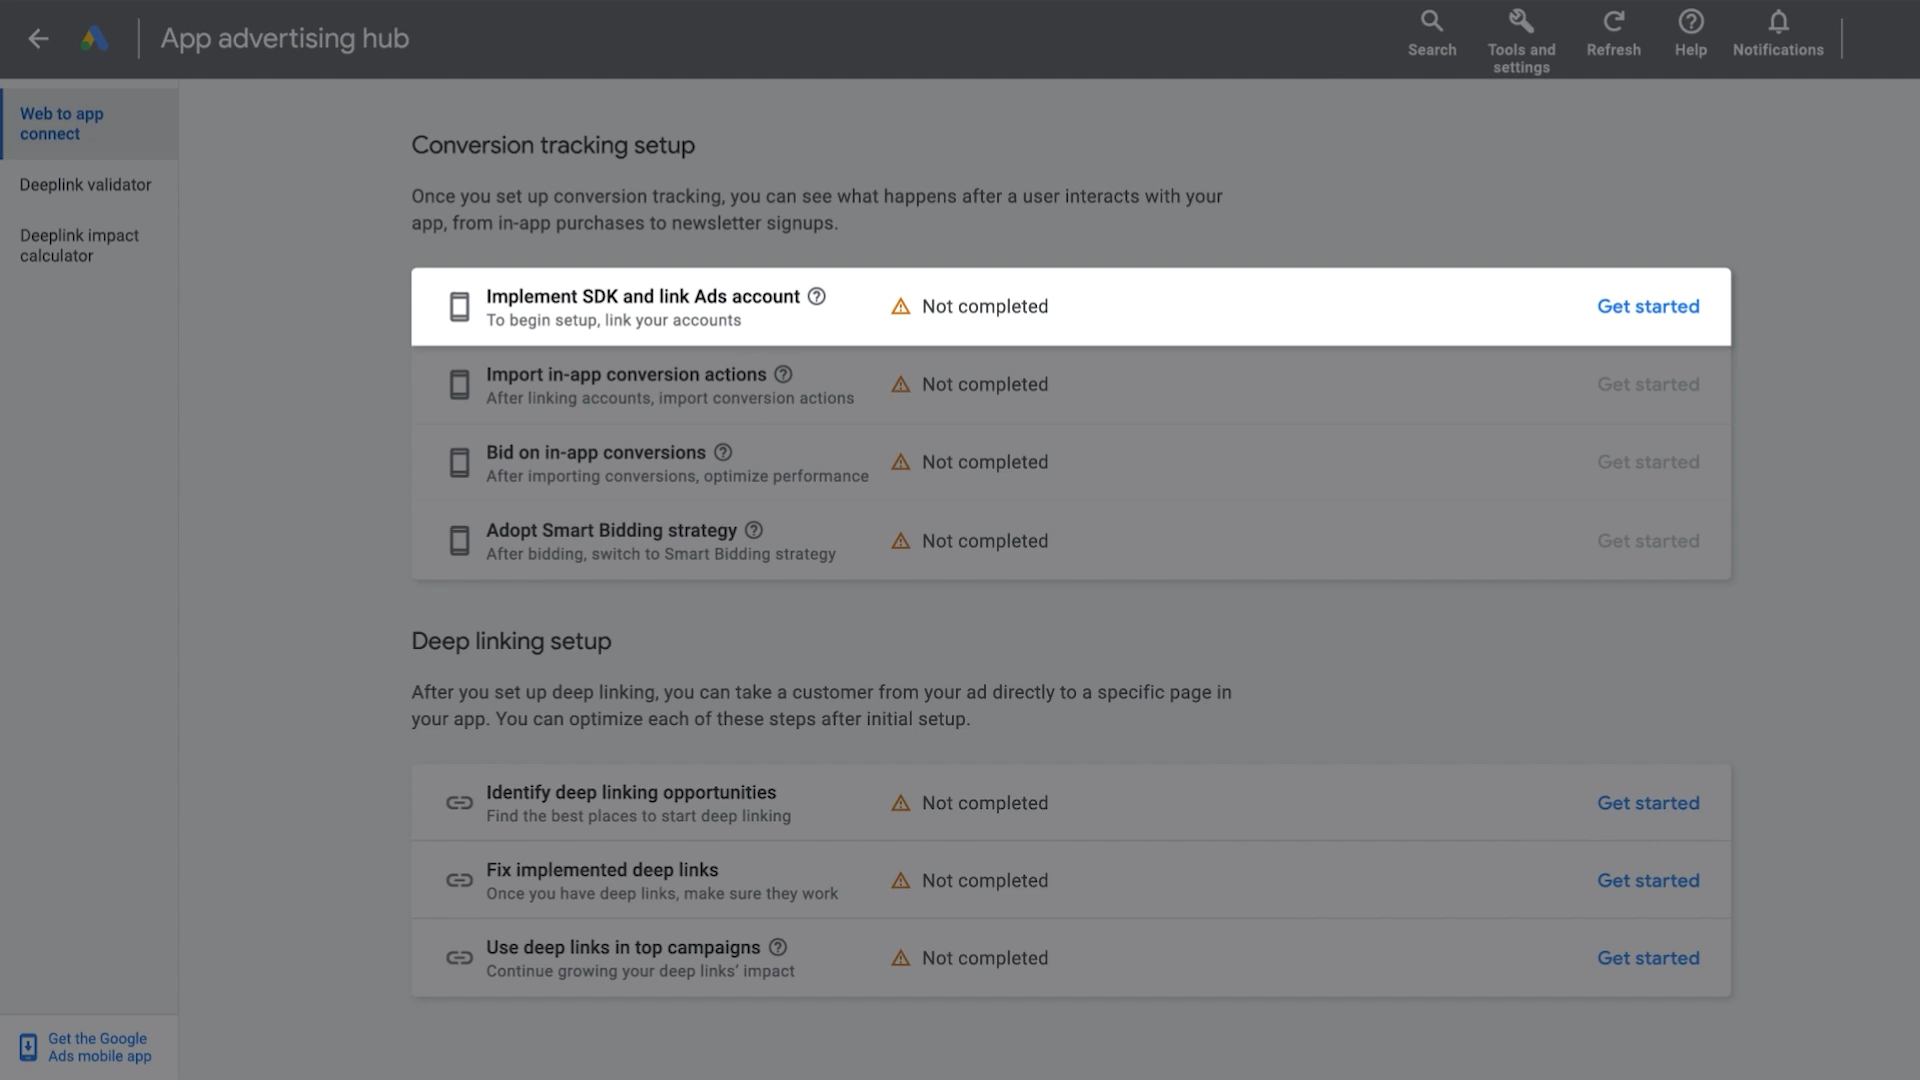 App advertising hub
Search
Tools and
settings
Refresh
Help
Notifications
Web to app
connect
Deeplink validator
Deeplink impact
calculator
Get the Google
Ads mobile app
Conversion tracking setup
Once you set up conversion tracking, you can see what happens after a user interacts with your
app, from in-app purchases to newsletter signups.
Implement SDK and link Ads account
To begin setup, link your accounts
Not completed
Get started
Import in-app conversion actions
After linking accounts, import conversion actions
Not completed
Get started
Bid on in-app conversions
After importing conversions, optimize performance
Not completed
Get started
Adopt Smart Bidding strategy
After bidding, switch to Smart Bidding strategy
Not completed
Get started
Deep linking setup
After you set up deep linking, you can take a customer from your ad directly to a specific page in
your app. You can optimize each of these steps after initial setup.
Identify deep linking opportunities
Find the best places to start deep linking
Not completed
Get started
Fix implemented deep links
Once you have deep links, make sure they work
Not completed
Get started
Use deep links in top campaigns
Continue growing your deep links’ impact
Not completed
Get started